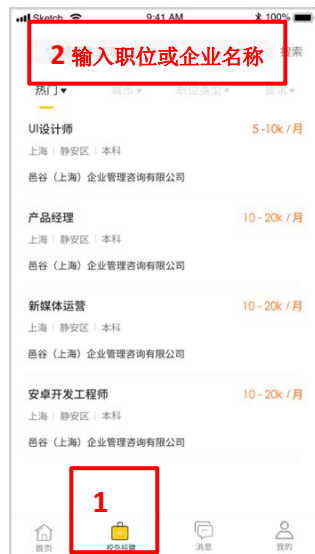 Sketch 9:41 AM 100%
2 输入职位或企业名称 搜索
热门 城市 职位类型 要求
UI设计师 5 -10k / 月
上海 静安区 本科
邑谷（上海）企业管理咨询有限公司
产品经理 10 - 20k / 月
上海 静安区 本科
邑谷（上海）企业管理咨询有限公司
新媒体运营 10 - 20k / 月
上海 静安区 本科
邑谷（上海）企业管理咨询有限公司
安卓开发工程师 10 - 20k / 月
上海 静安区 本科
邑谷（上海）企业管理咨询有限公司
1
首页 校外招聘 消息 我的